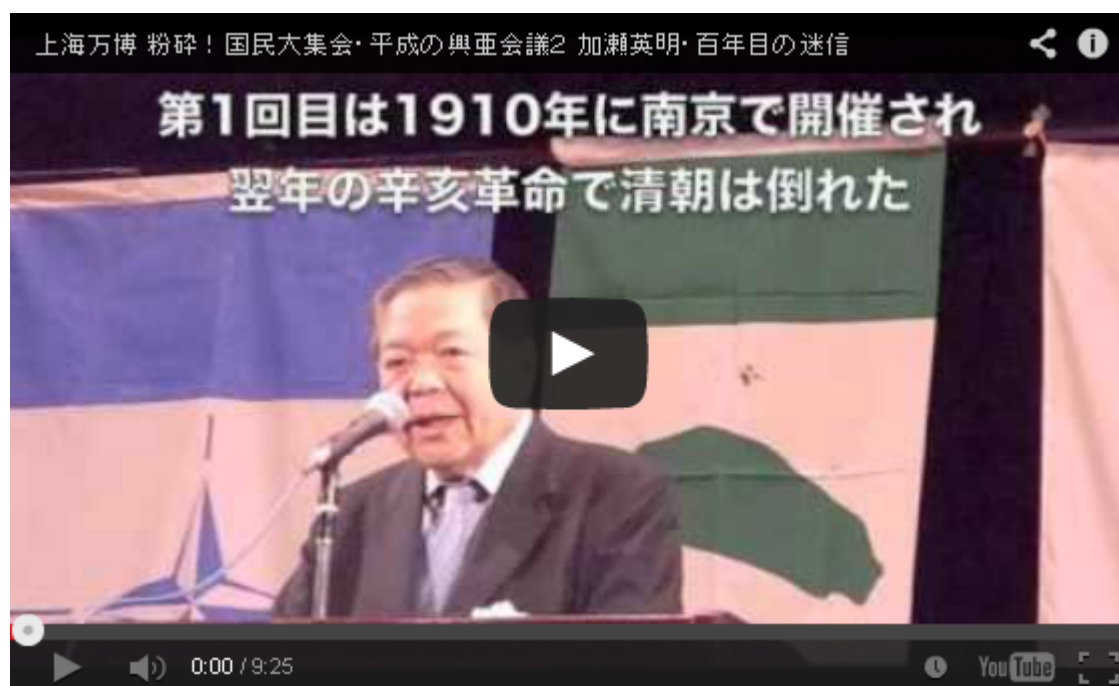 上海万博 粉砕！国民大集会･平成の興亜会議2 加瀬英明･百年目の迷信
第1回目は1910年に南京で開催され
翌年の辛亥革命で清朝は倒れた
0:00 / 9:25
YouTube